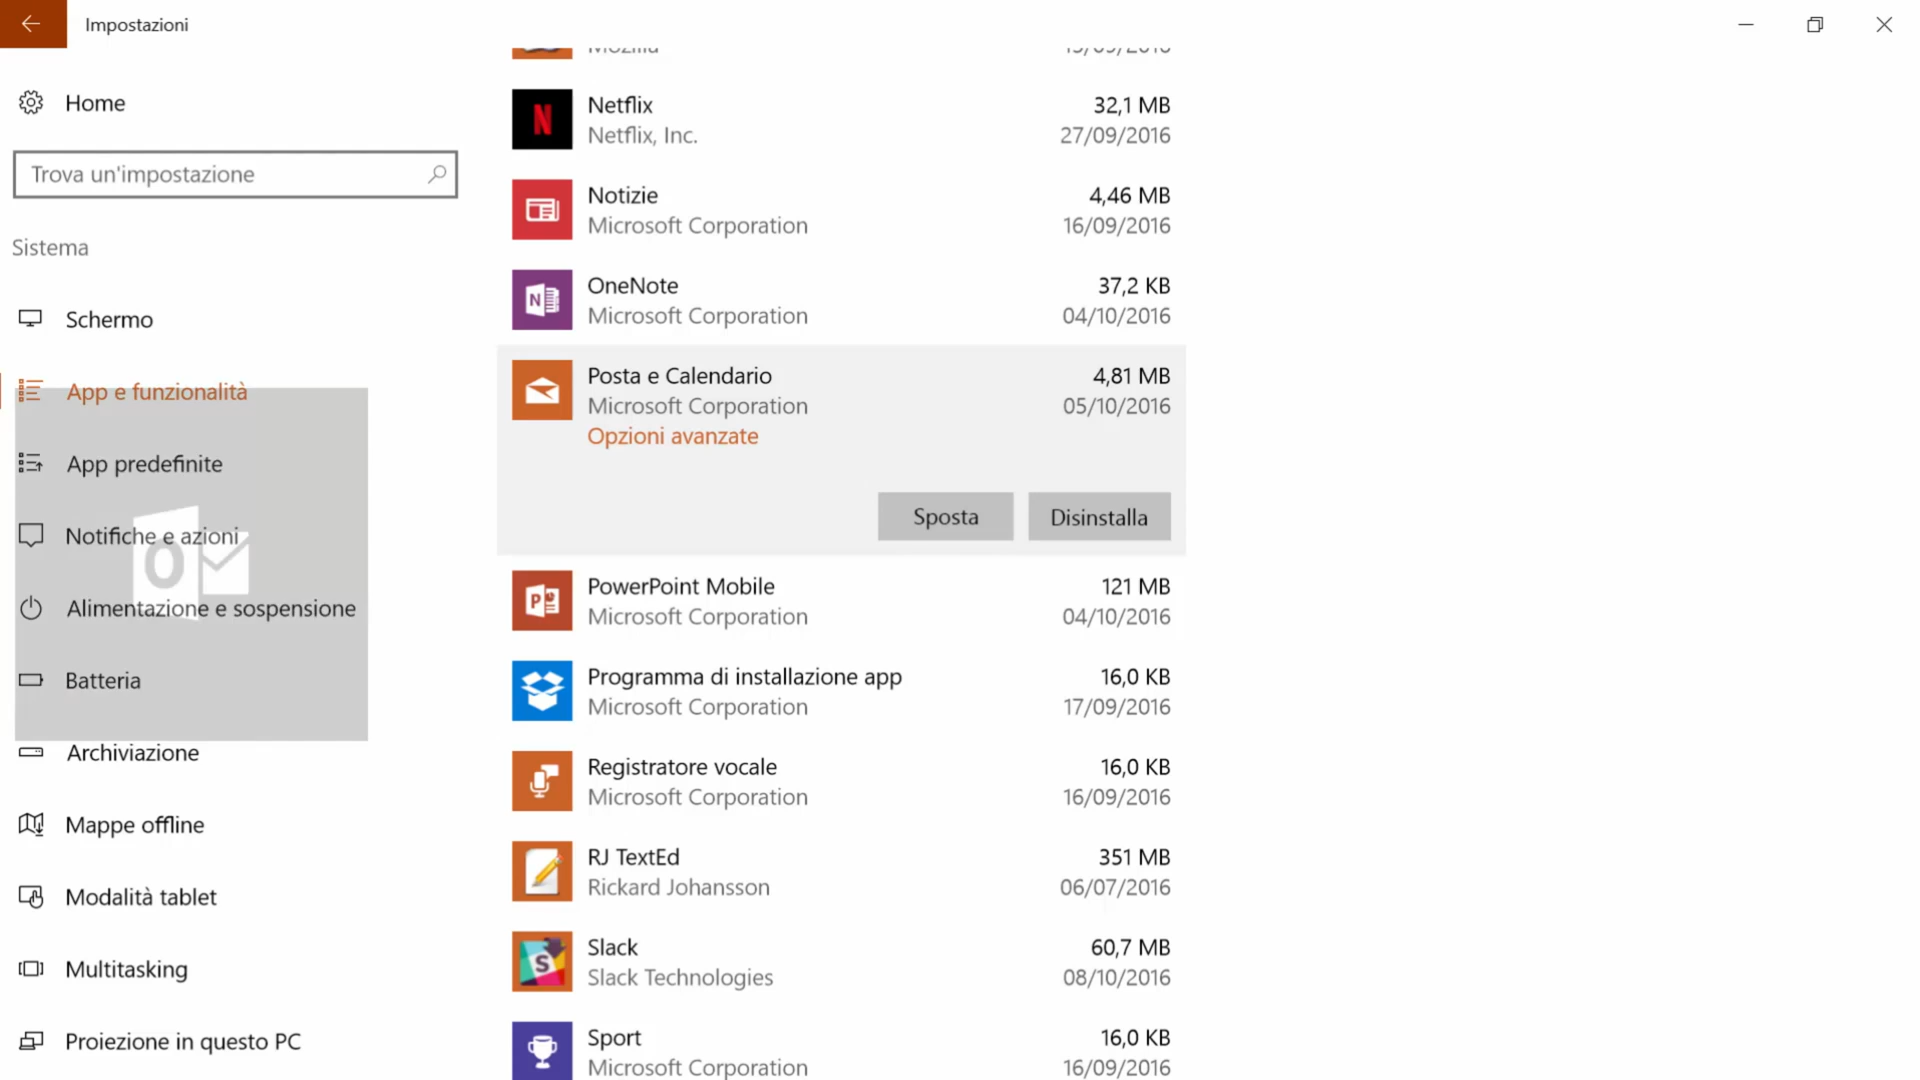 Impostazioni
Home
Trova un'impostazione
Sistema
Schermo
App e funzionalità
App predefinite
Notifiche e azioni
Alimentazione e sospensione
Batteria
Archiviazione
Mappe offline
Modalità tablet
Multitasking
Proiezione in questo PC
Mozilla 15/09/2016
Netflix 32,1 MB
Netflix, Inc. 27/09/2016
Notizie 4,46 MB
Microsoft Corporation 16/09/2016
OneNote 37,2 KB
Microsoft Corporation 04/10/2016
Posta e Calendario 4,81 MB
Microsoft Corporation 05/10/2016
Opzioni avanzate
Sposta Disinstalla
PowerPoint Mobile 121 MB
Microsoft Corporation 04/10/2016
Programma di installazione app 16,0 KB
Microsoft Corporation 17/09/2016
Registratore vocale 16,0 KB
Microsoft Corporation 16/09/2016
RJ TextEd 351 MB
Rickard Johansson 06/07/2016
Slack 60,7 MB
Slack Technologies 08/10/2016
Sport 16,0 KB
Microsoft Corporation 16/09/2016